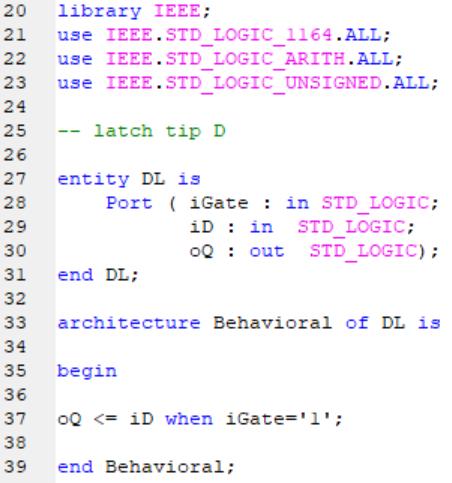 20 library IEEE;
21 use IEEE.STD_LOGIC_1164.ALL;
22 use IEEE.STD_LOGIC_ARITH.ALL;
23 use IEEE.STD_LOGIC_UNSIGNED.ALL;
24
25 -- latch tip D
26
27 entity DL is
28     Port ( iGate : in STD_LOGIC;
29            iD : in  STD_LOGIC;
30            oQ : out  STD_LOGIC);
31 end DL;
32
33 architecture Behavioral of DL is
34
35 begin
36
37 oQ <= iD when iGate='1';
38
39 end Behavioral;